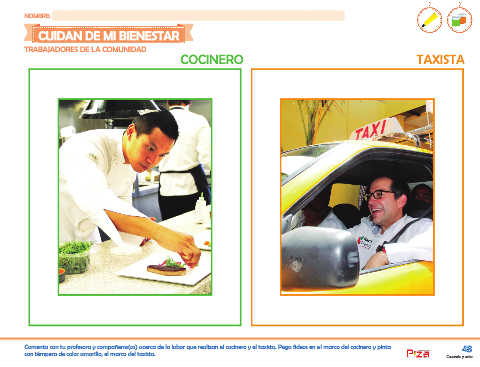 NOMBRE:
CUIDAN DE MI BIENESTAR
TRABAJADORES DE LA COMUNIDAD
COCINERO
TAXISTA
TAXI
Comenta con tu profesora y compañeros(as) acerca de la labor que realizan el cocinero y el taxista. Pega fideos en el marco del cocinero y pinta
con témpera de color amarillo, el marco del taxista.
48